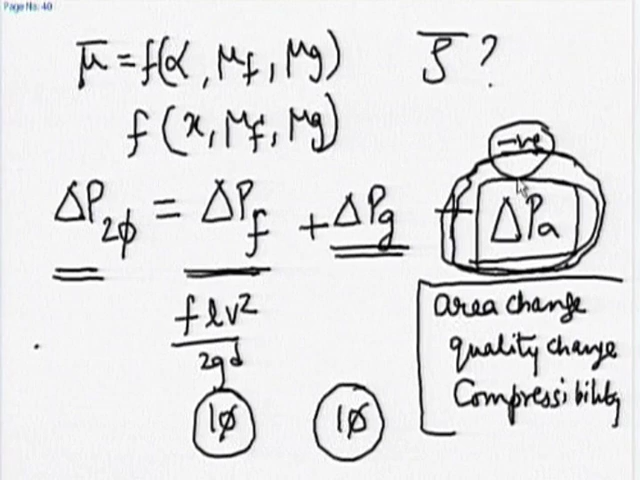 Page No: 40
μ̄ = f(α, μf, μg) ρ̄ ?
f(x, μf, μg)
-ve
ΔP2φ = ΔPf + ΔPg + ΔPa
flv²
2gd
area change
quality change
Compressibility
1φ 1φ